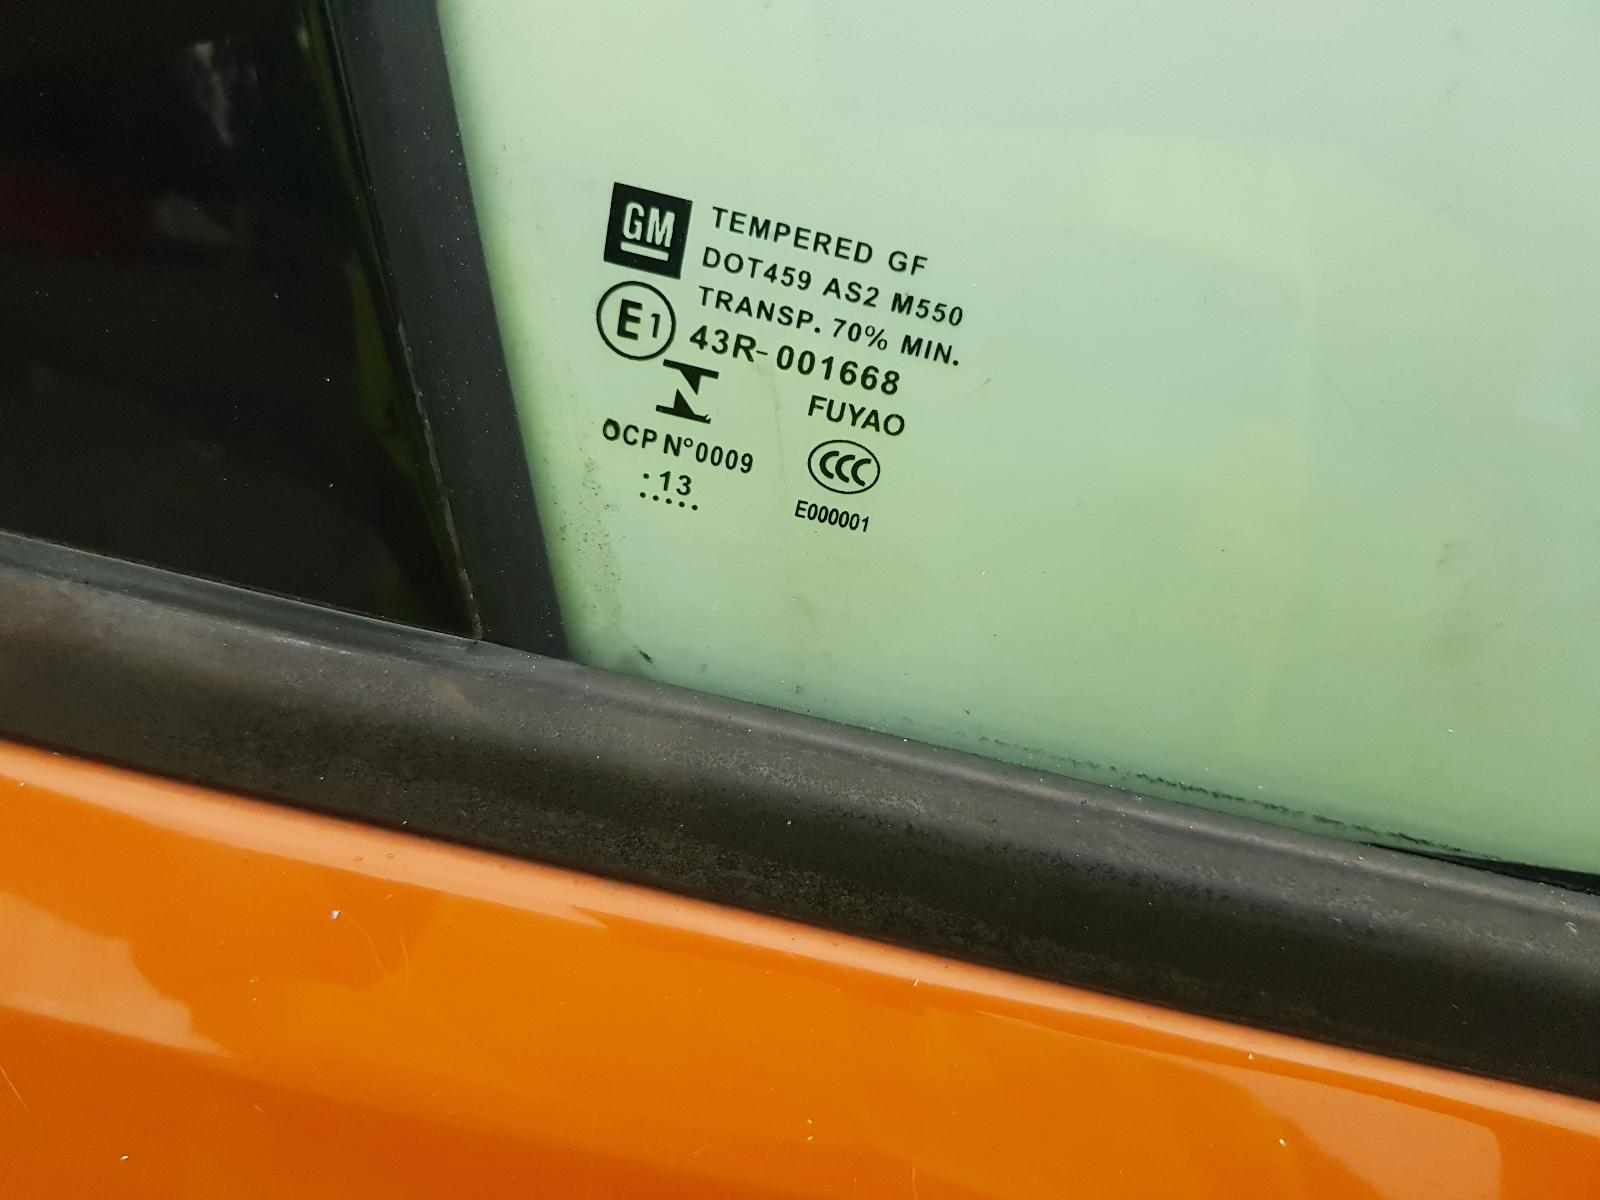 GM
TEMPERED GF
DOT459 AS2 M550
TRANSP. 70% MIN.
E1 43R-001668
OCP N°0009
.13
.....
FUYAO
CCC
E000001